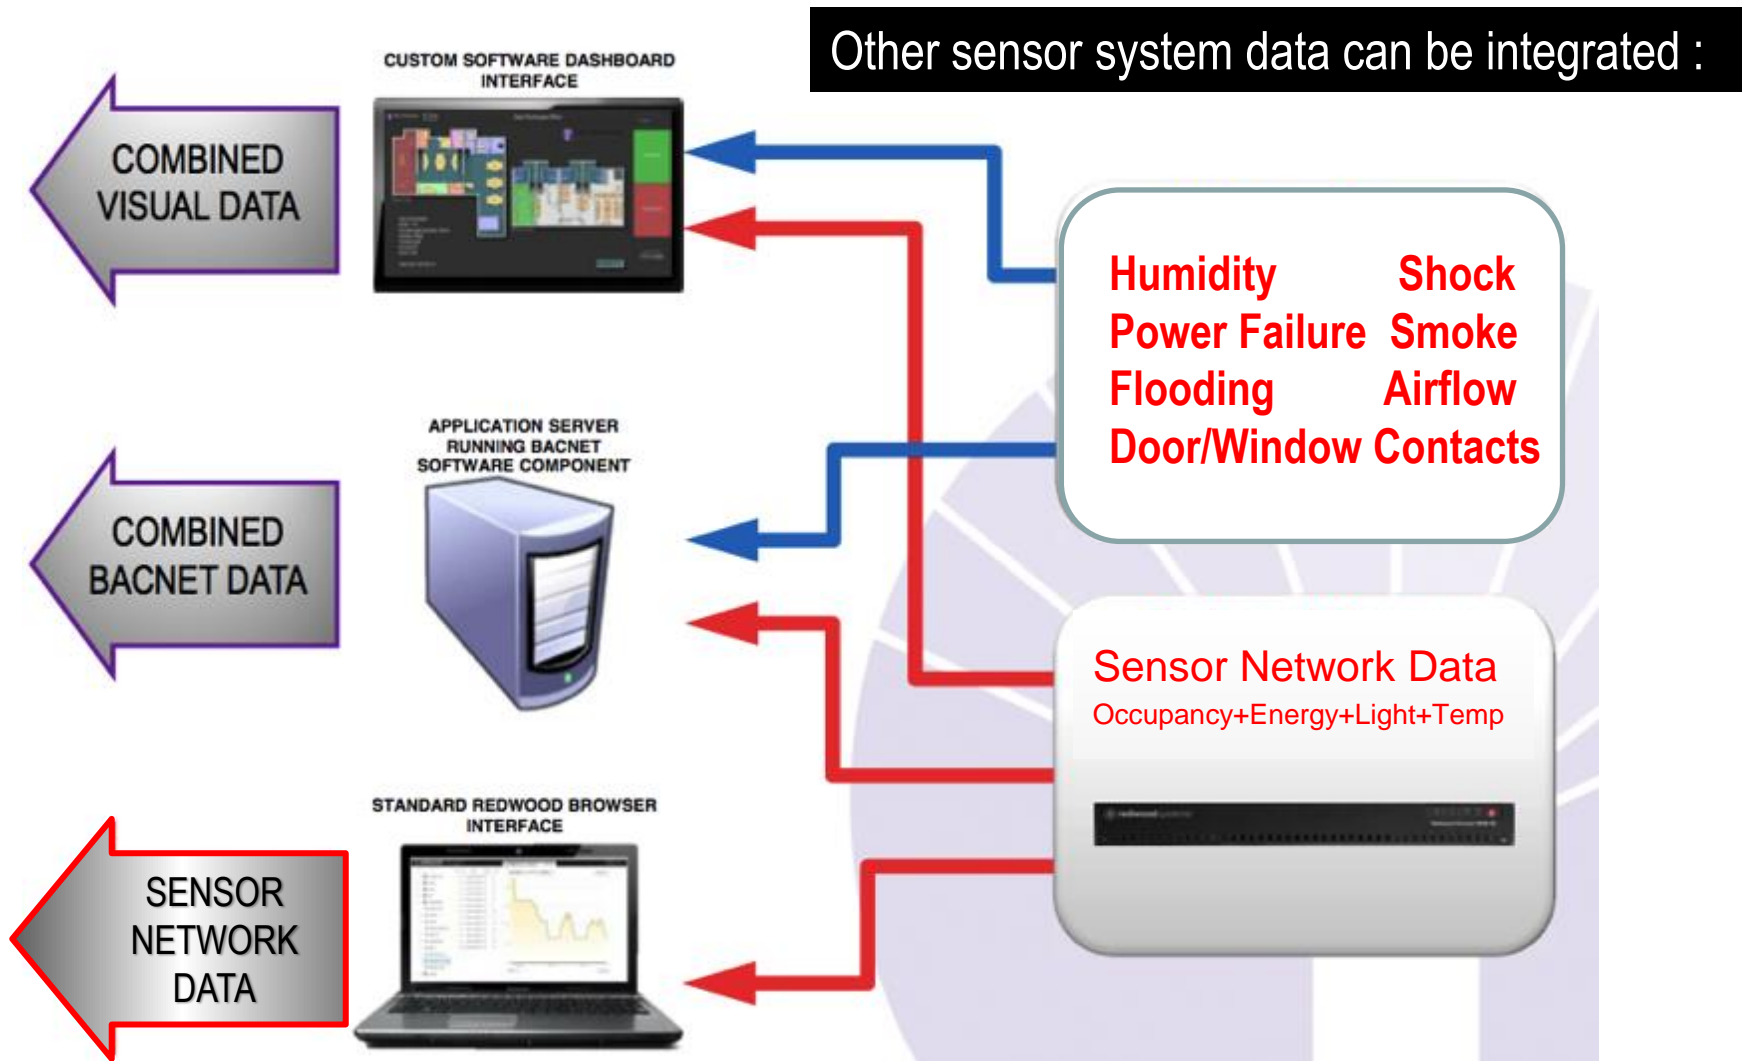 Other sensor system data can be integrated :
CUSTOM SOFTWARE DASHBOARD
INTERFACE
COMBINED
VISUAL DATA
Humidity Shock
Power Failure Smoke
Flooding Airflow
Door/Window Contacts
APPLICATION SERVER
RUNNING BACNET
SOFTWARE COMPONENT
COMBINED
BACNET DATA
Sensor Network Data
Occupancy+Energy+Light+Temp
redwood systems
STANDARD REDWOOD BROWSER
INTERFACE
SENSOR
NETWORK
DATA